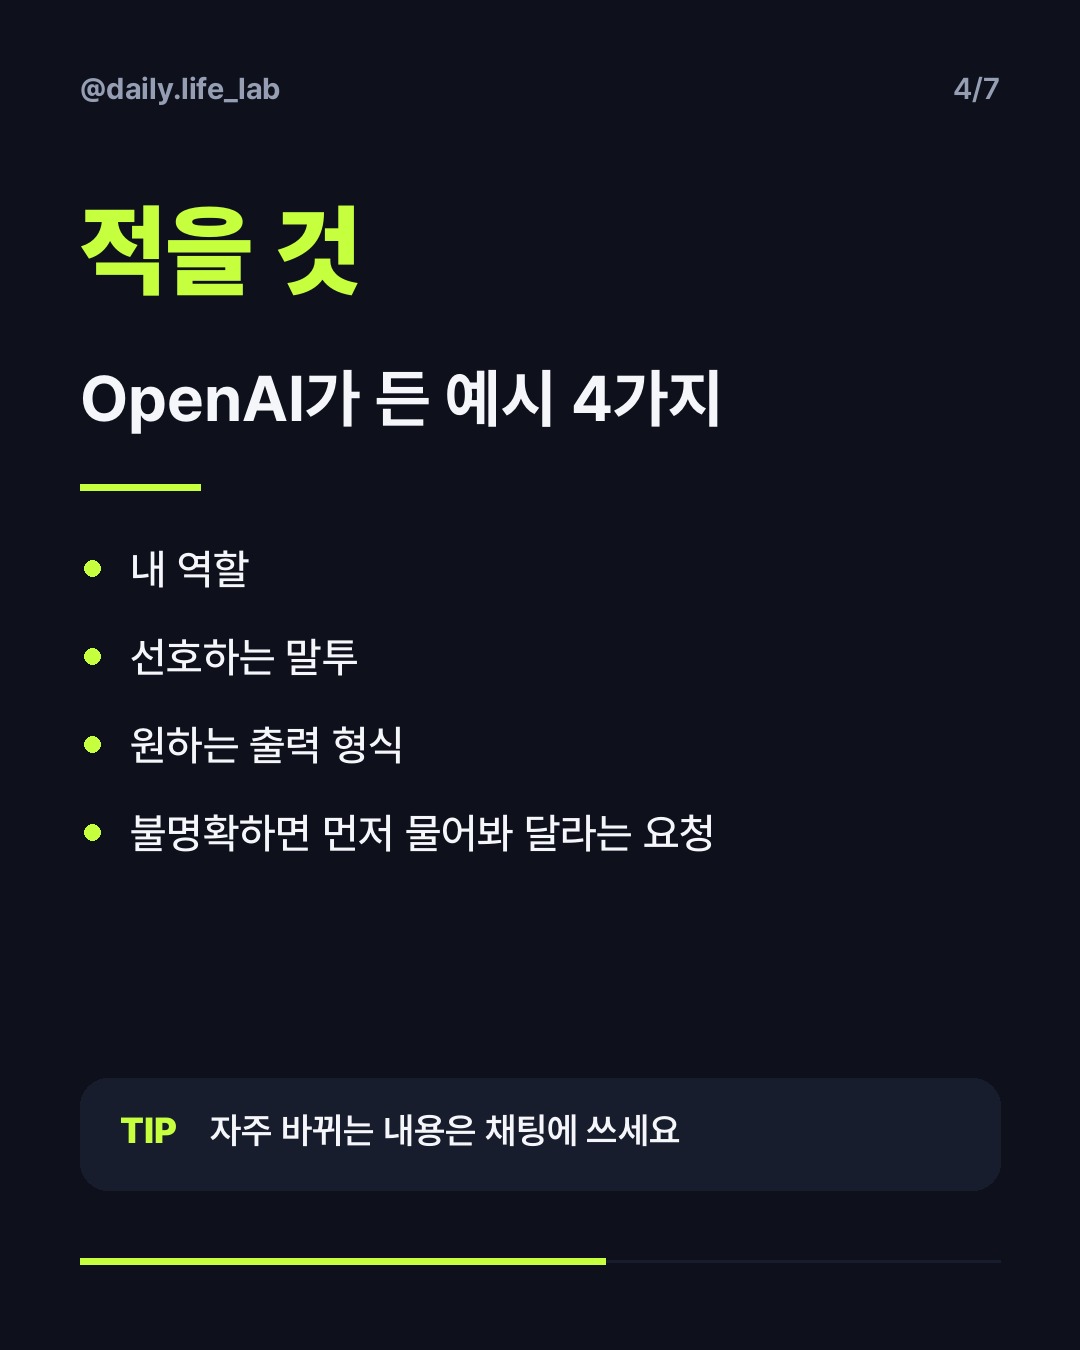 @daily.life_lab
4/7
적을 것
OpenAI가 든 예시 4가지
내 역할
선호하는 말투
원하는 출력 형식
불명확하면 먼저 물어봐 달라는 요청
TIP 자주 바뀌는 내용은 채팅에 쓰세요